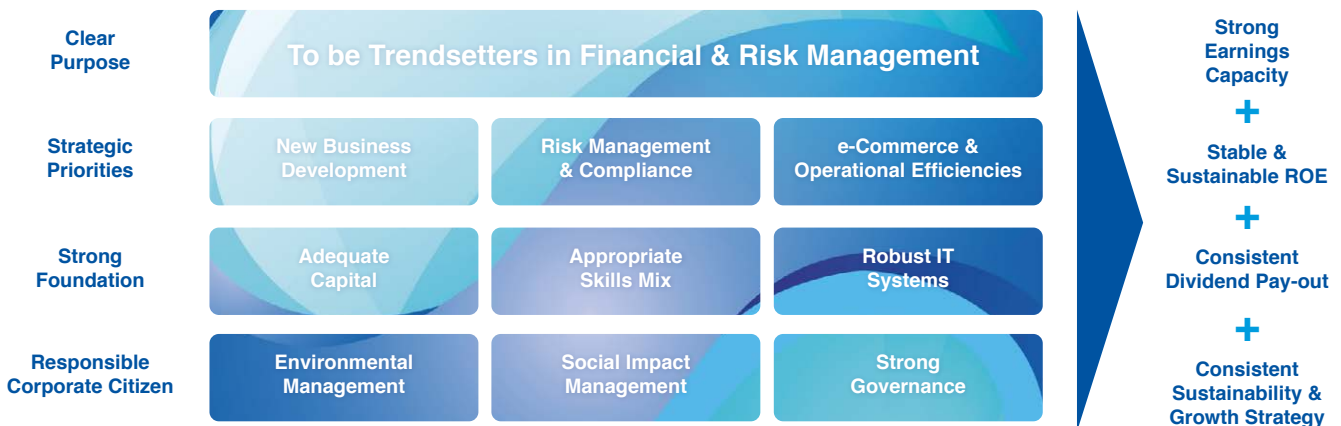 Clear
Purpose
To be Trendsetters in Financial & Risk Management
Strategic
Priorities
New Business
Development
Risk Management
& Compliance
e-Commerce &
Operational Efficiencies
Strong
Foundation
Adequate
Capital
Appropriate
Skills Mix
Robust IT
Systems
Responsible
Corporate Citizen
Environmental
Management
Social Impact
Management
Strong
Governance
Strong
Earnings
Capacity
+
Stable &
Sustainable ROE
+
Consistent
Dividend Pay-out
+
Consistent
Sustainability &
Growth Strategy